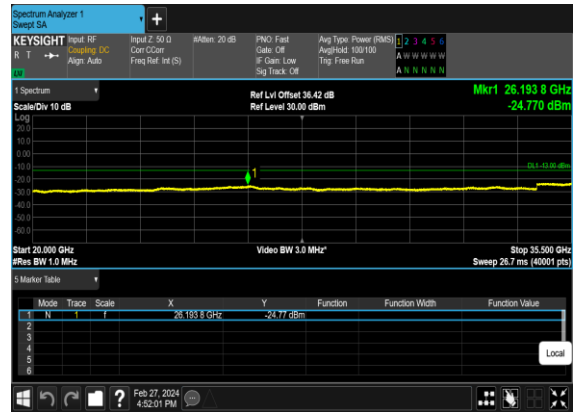 Spectrum Analyzer 1
Swept SA
+
KEYSIGHT Input: RF Input Z: 50 Ω #Atten: 20 dB PNO: Fast Avg Type: Power (RMS) 1 2 3 4 5 6
R T Coupling: DC Corr CCorr Gate: Off Avg|Hold: 100/100 A W W W W W
Align: Auto Freq Ref: Int (S) IF Gain: Low Trig: Free Run
Sig Track: Off A N N N N N
LW
1 Spectrum Ref Lvl Offset 36.42 dB Mkr1 26.193 8 GHz
Scale/Div 10 dB Ref Level 30.00 dBm -24.770 dBm
Log
20.0
10.0
0.00
-10.0 1 DL1 -13.00 dBm
-20.0
-30.0
-40.0
-50.0
-60.0
Start 20.000 GHz Video BW 3.0 MHz* Stop 35.500 GHz
#Res BW 1.0 MHz Sweep 26.7 ms (40001 pts)
5 Marker Table
Mode Trace Scale X Y Function Function Width Function Value
1 N 1 f 26.193 8 GHz -24.77 dBm
2
3
4
5
6
Local
? Feb 27, 2024
4:52:01 PM